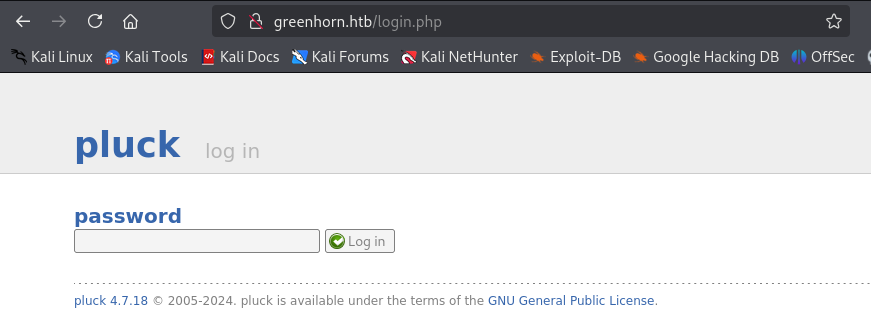 greenhorn.htb/login.php
Kali Linux Kali Tools Kali Docs Kali Forums Kali NetHunter Exploit-DB Google Hacking DB OffSec
pluck log in
password
Log in
pluck 4.7.18 © 2005-2024. pluck is available under the terms of the GNU General Public License.